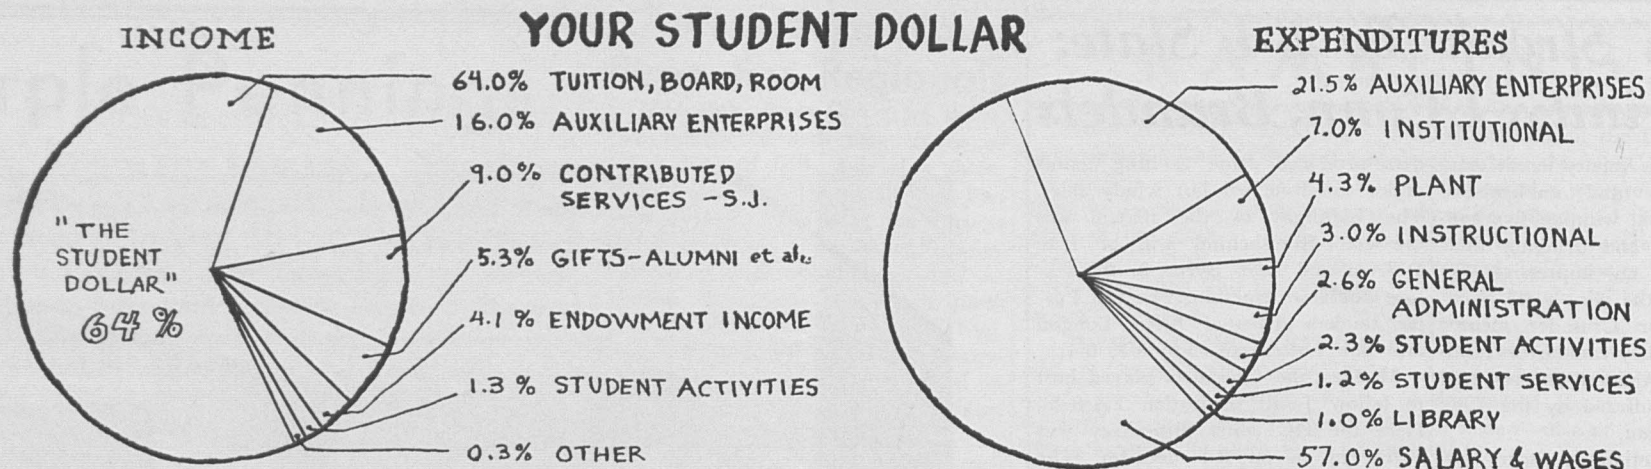 YOUR STUDENT DOLLAR
INCOME
64.0% TUITION, BOARD, ROOM
16.0% AUXILIARY ENTERPRISES
9.0% CONTRIBUTED
SERVICES - S.J.
5.3% GIFTS-ALUMNI et al.
4.1% ENDOWMENT INCOME
1.3% STUDENT ACTIVITIES
0.3% OTHER
"THE
STUDENT
DOLLAR"
64%
EXPENDITURES
21.5% AUXILIARY ENTERPRISES
7.0% INSTITUTIONAL
4.3% PLANT
3.0% INSTRUCTIONAL
2.6% GENERAL
ADMINISTRATION
2.3% STUDENT ACTIVITIES
1.2% STUDENT SERVICES
1.0% LIBRARY
57.0% SALARY & WAGES